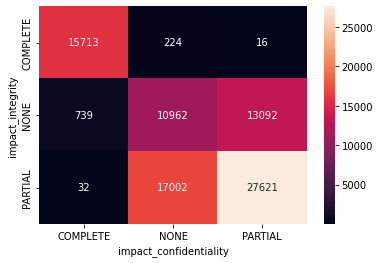 COMPLETE 15713 224 16
NONE 739 10962 13092
PARTIAL 32 17002 27621
impact_integrity
COMPLETE NONE PARTIAL
impact_confidentiality
25000
20000
15000
10000
5000